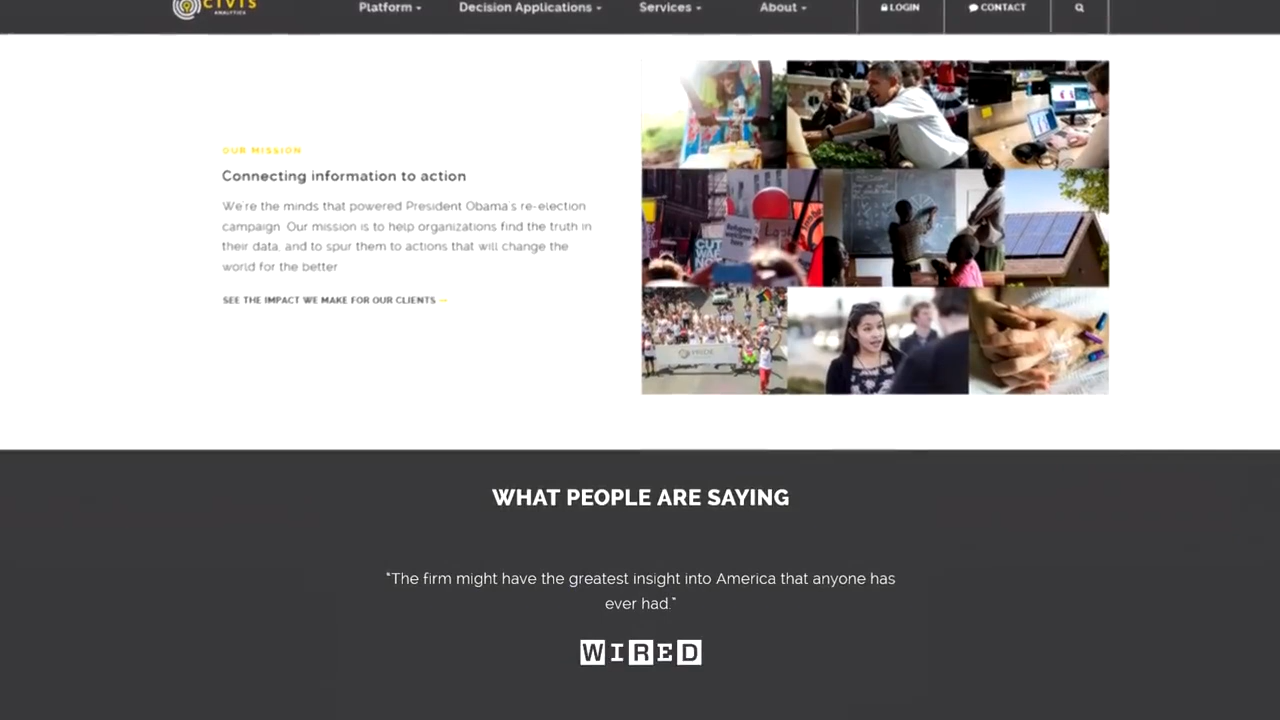 CIVIS
ANALYTICS
Platform
Decision Applications
Services
About
LOGIN
CONTACT
OUR MISSION
Connecting information to action
We're the minds that powered President Obama's re-election
campaign. Our mission is to help organizations find the truth in
their data, and to spur them to actions that will change the
world for the better
SEE THE IMPACT WE MAKE FOR OUR CLIENTS →
CUT
WAR
WHAT PEOPLE ARE SAYING
"The firm might have the greatest insight into America that anyone has
ever had."
WIRED